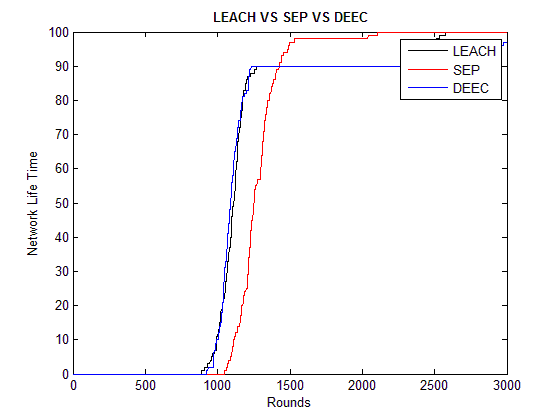 LEACH VS SEP VS DEEC
100
90
80
70
60
50
40
30
20
10
0
Network Life Time
LEACH
SEP
DEEC
0 500 1000 1500 2000 2500 3000
Rounds